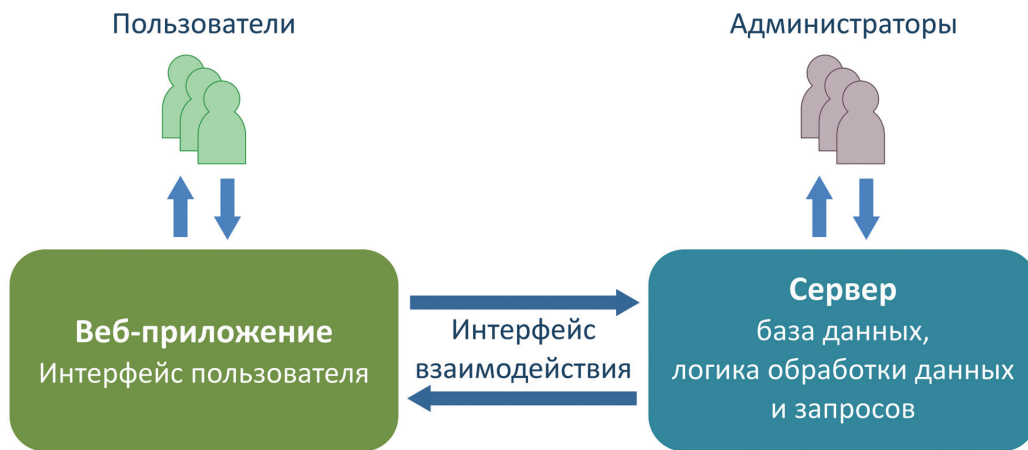 Пользователи
Администраторы
Веб-приложение
Интерфейс пользователя
Интерфейс
взаимодействия
Сервер
база данных,
логика обработки данных
и запросов